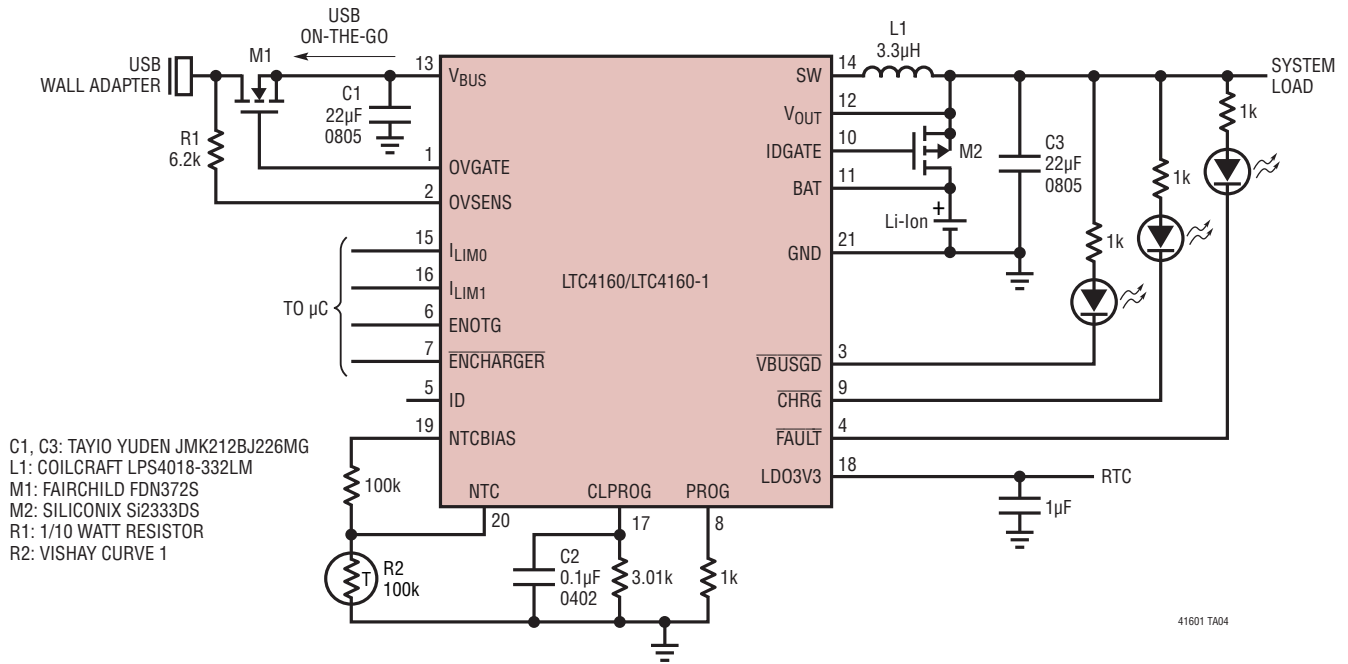 USB
ON-THE-GO
USB
WALL ADAPTER
M1
13
VBUS
C1
22µF
0805
R1
6.2k
1
OVGATE
2
OVSENS
TO µC
15
ILIM0
16
ILIM1
6
ENOTG
7
ENCHARGER
5
ID
19
NTCBIAS
100k
R2
100k
T
NTC
20
CLPROG
17
PROG
8
C2
0.1µF
0402
3.01k
1k
LTC4160/LTC4160-1
SW
14
L1
3.3µH
SYSTEM
LOAD
VOUT
12
IDGATE
10
M2
BAT
11
Li-Ion
+
GND
21
C3
22µF
0805
1k
1k
1k
VBUSGD
3
CHRG
9
FAULT
4
LDO3V3
18
RTC
1µF
C1, C3: TAYIO YUDEN JMK212BJ226MG
L1: COILCRAFT LPS4018-332LM
M1: FAIRCHILD FDN372S
M2: SILICONIX Si2333DS
R1: 1/10 WATT RESISTOR
R2: VISHAY CURVE 1
41601 TA04